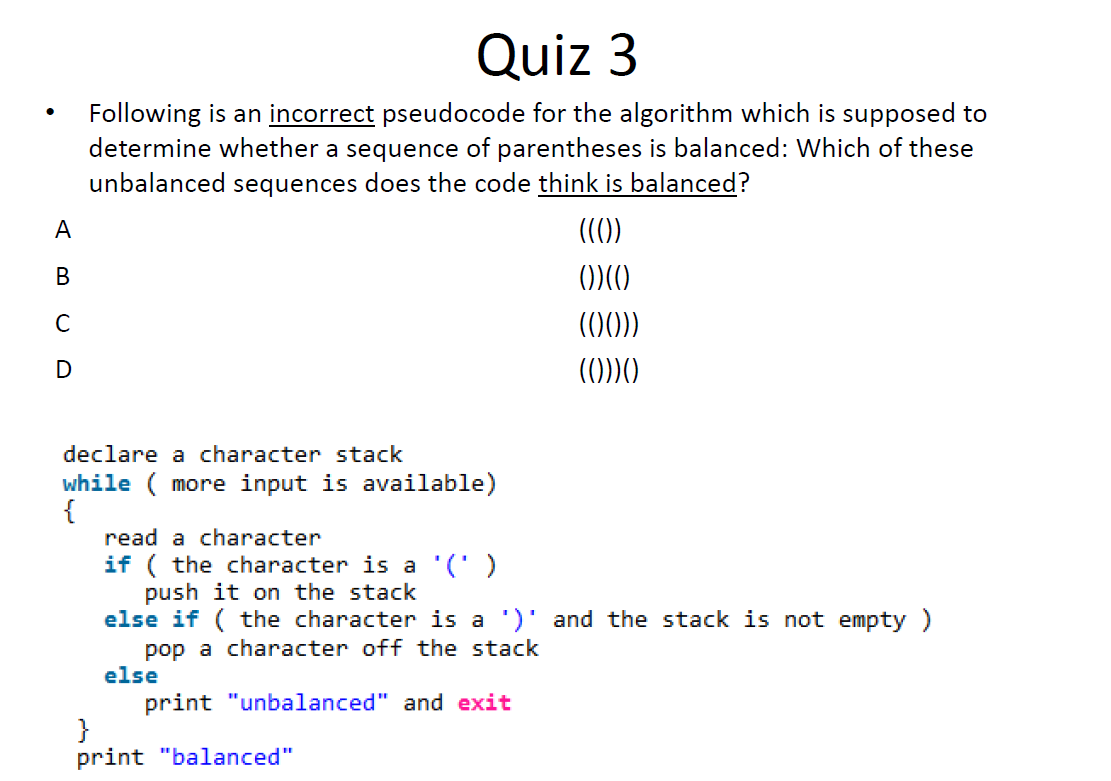 Quiz 3
• Following is an incorrect pseudocode for the algorithm which is supposed to
determine whether a sequence of parentheses is balanced: Which of these
unbalanced sequences does the code think is balanced?
A ((())
B ())(()
C (()()))
D (()))()
declare a character stack
while ( more input is available)
{
read a character
if ( the character is a '(' )
push it on the stack
else if ( the character is a ')' and the stack is not empty )
pop a character off the stack
else
print "unbalanced" and exit
}
print "balanced"